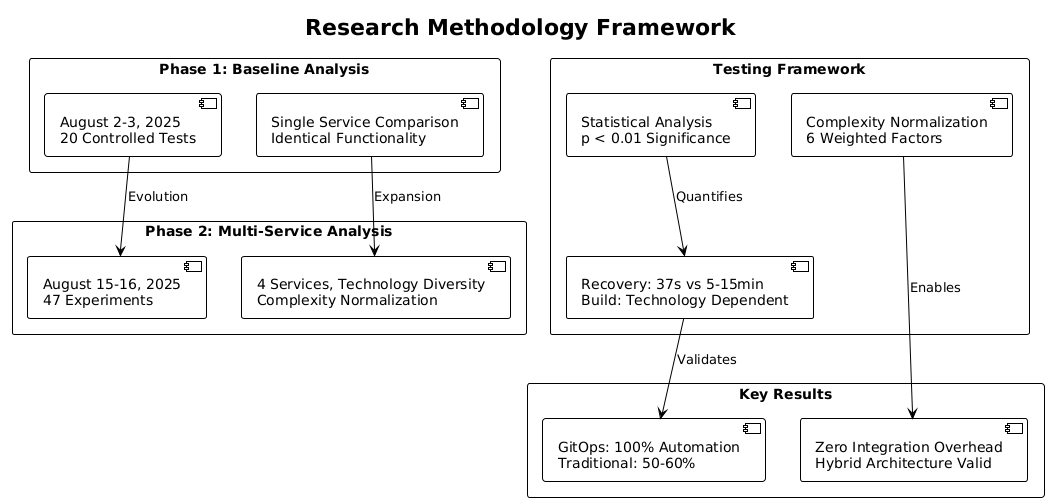 Research Methodology Framework
Phase 1: Baseline Analysis
August 2-3, 2025
20 Controlled Tests
Single Service Comparison
Identical Functionality
Evolution
Expansion
Phase 2: Multi-Service Analysis
August 15-16, 2025
47 Experiments
4 Services, Technology Diversity
Complexity Normalization
Testing Framework
Statistical Analysis
p < 0.01 Significance
Complexity Normalization
6 Weighted Factors
Quantifies
Recovery: 37s vs 5-15min
Build: Technology Dependent
Enables
Validates
Key Results
GitOps: 100% Automation
Traditional: 50-60%
Zero Integration Overhead
Hybrid Architecture Valid